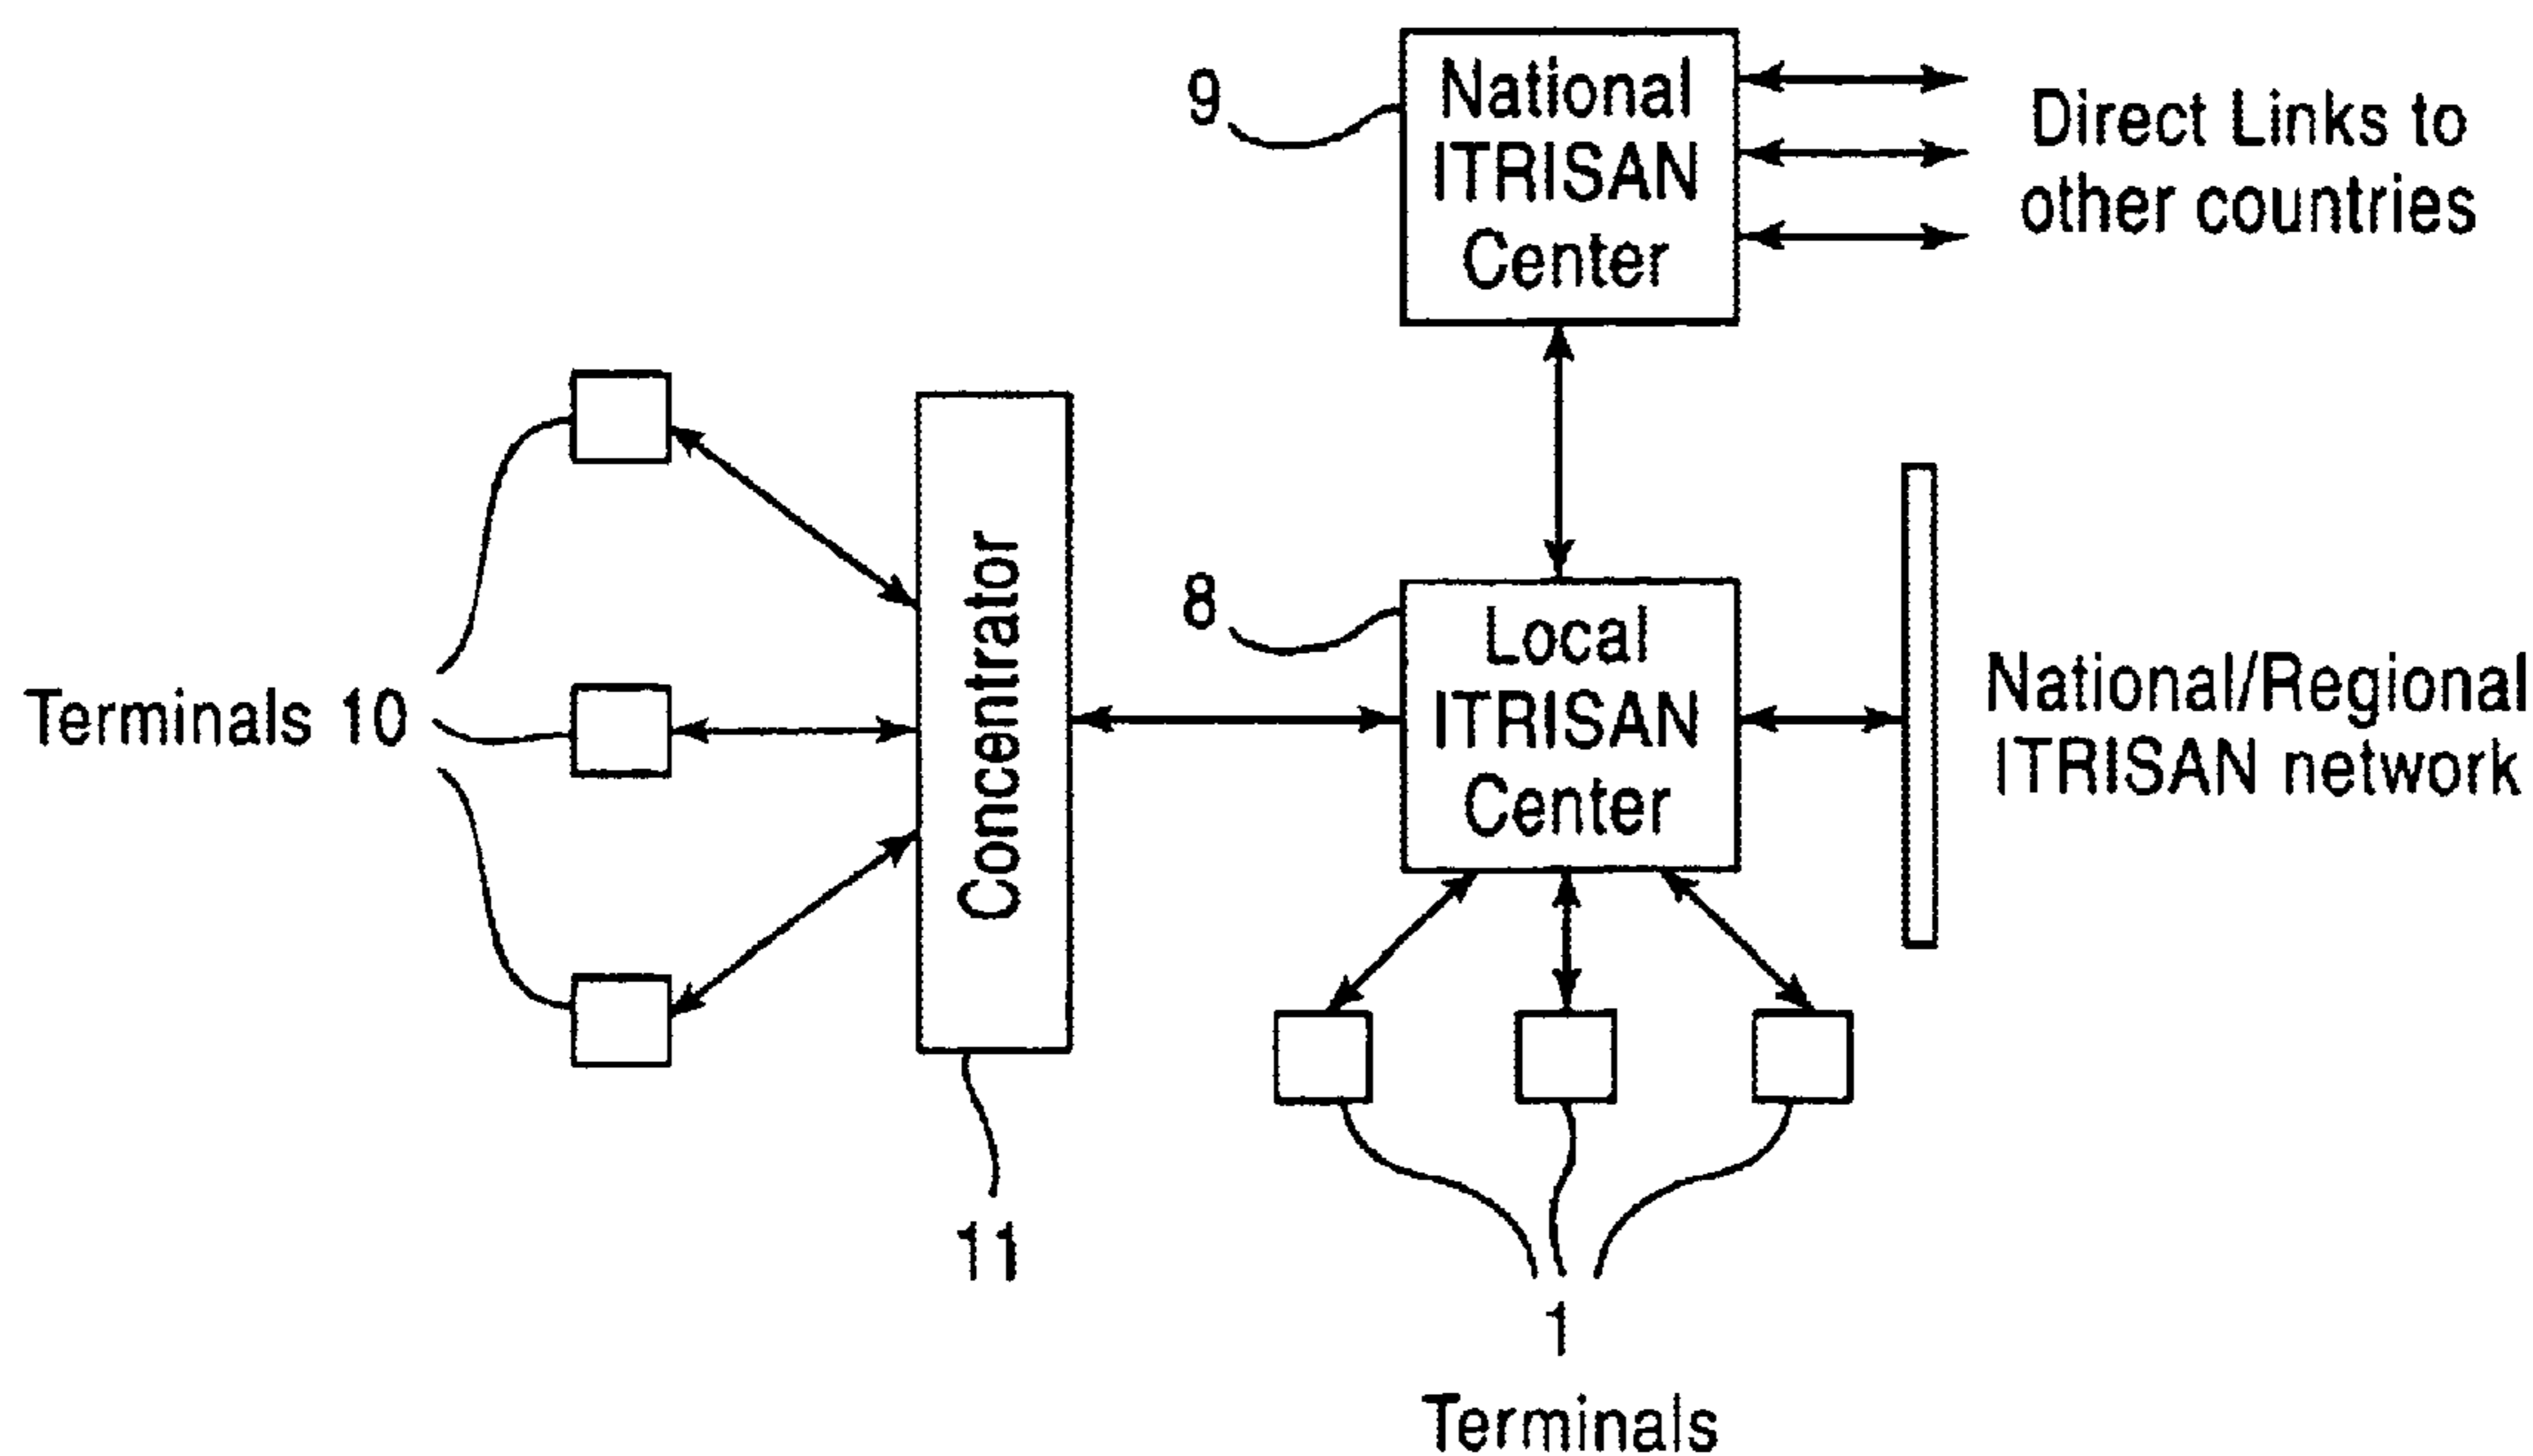 9
National
ITRISAN
Center
Direct Links to
other countries
Terminals 10
Concentrator
11
8
Local
ITRISAN
Center
National/Regional
ITRISAN network
1
Terminals